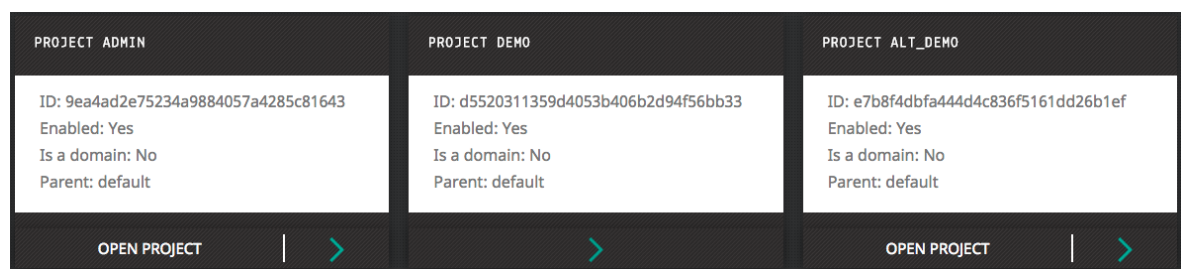 PROJECT ADMIN
ID: 9ea4ad2e75234a9884057a4285c81643
Enabled: Yes
Is a domain: No
Parent: default
OPEN PROJECT
PROJECT DEMO
ID: d5520311359d4053b406b2d94f56bb33
Enabled: Yes
Is a domain: No
Parent: default
PROJECT ALT_DEMO
ID: e7b8f4dbfa444d4c836f5161dd26b1ef
Enabled: Yes
Is a domain: No
Parent: default
OPEN PROJECT